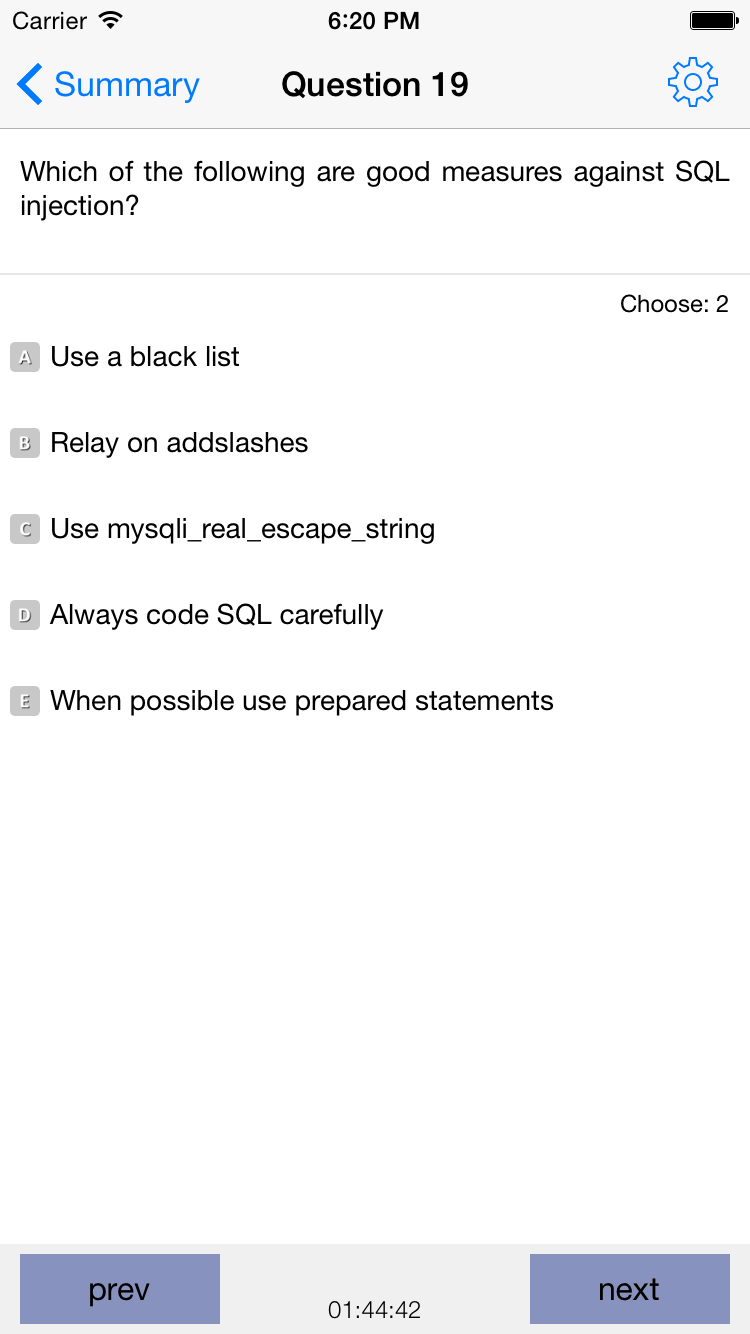 Carrier 6:20 PM
Summary Question 19
Which of the following are good measures against SQL
injection?
Choose: 2
A Use a black list
B Relay on addslashes
C Use mysqli_real_escape_string
D Always code SQL carefully
E When possible use prepared statements
prev 01:44:42 next